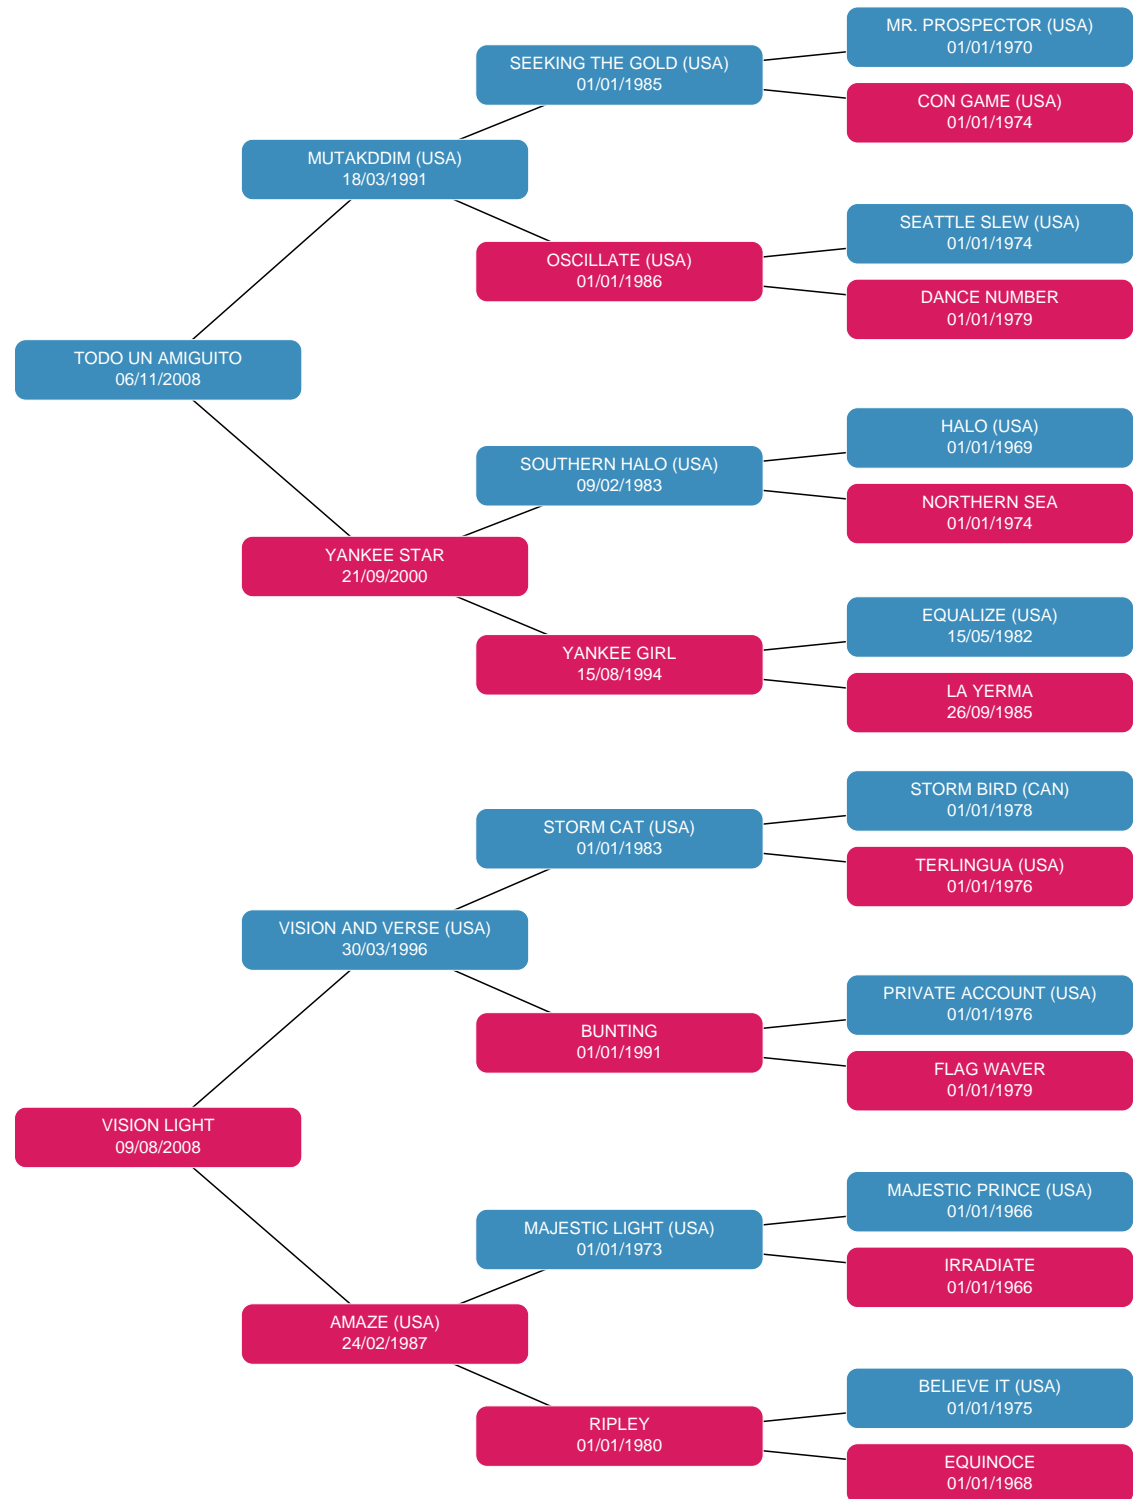 MR. PROSPECTOR (USA)
01/01/1970
SEEKING THE GOLD (USA)
01/01/1985
CON GAME (USA)
01/01/1974
MUTAKDDIM (USA)
18/03/1991
SEATTLE SLEW (USA)
01/01/1974
OSCILLATE (USA)
01/01/1986
DANCE NUMBER
01/01/1979
TODO UN AMIGUITO
06/11/2008
HALO (USA)
01/01/1969
SOUTHERN HALO (USA)
09/02/1983
NORTHERN SEA
01/01/1974
YANKEE STAR
21/09/2000
EQUALIZE (USA)
15/05/1982
YANKEE GIRL
15/08/1994
LA YERMA
26/09/1985
STORM BIRD (CAN)
01/01/1978
STORM CAT (USA)
01/01/1983
TERLINGUA (USA)
01/01/1976
VISION AND VERSE (USA)
30/03/1996
PRIVATE ACCOUNT (USA)
01/01/1976
BUNTING
01/01/1991
FLAG WAVER
01/01/1979
VISION LIGHT
09/08/2008
MAJESTIC PRINCE (USA)
01/01/1966
MAJESTIC LIGHT (USA)
01/01/1973
IRRADIATE
01/01/1966
AMAZE (USA)
24/02/1987
BELIEVE IT (USA)
01/01/1975
RIPLEY
01/01/1980
EQUINOCE
01/01/1968